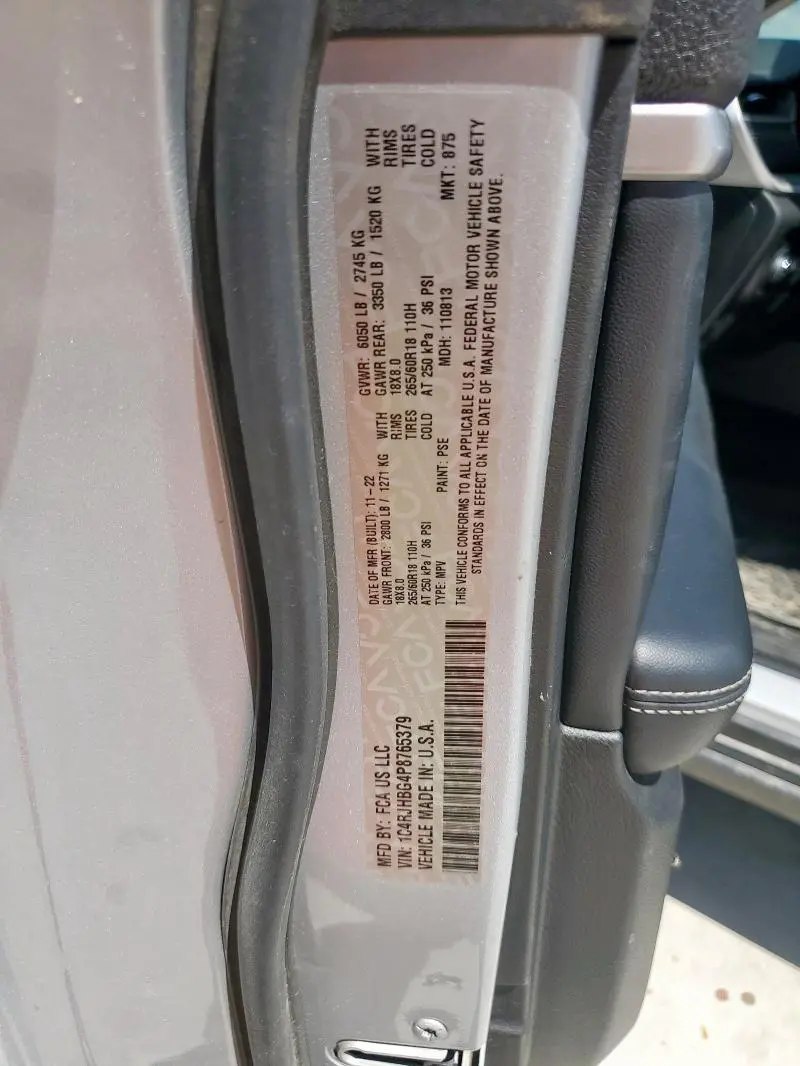 MFD BY: FCA US LLC
VIN: 1C4RJHBG4P8765379
VEHICLE MADE IN: U.S.A.
DATE OF MFR (BUILT): 11-22
GAWR FRONT: 2800 LB / 1271 KG WITH
18X8.0 RIMS
265/60R18 110H TIRES
AT 250 kPa / 36 PSI COLD
TYPE: MPV PAINT: PSE
GVWR: 6050 LB / 2745 KG
GAWR REAR: 3350 LB / 1520 KG WITH
18X8.0 RIMS
265/60R18 110H TIRES
AT 250 kPa / 36 PSI COLD
MDH: 110813 MKT: 875
THIS VEHICLE CONFORMS TO ALL APPLICABLE U.S.A. FEDERAL MOTOR VEHICLE SAFETY
STANDARDS IN EFFECT ON THE DATE OF MANUFACTURE SHOWN ABOVE.